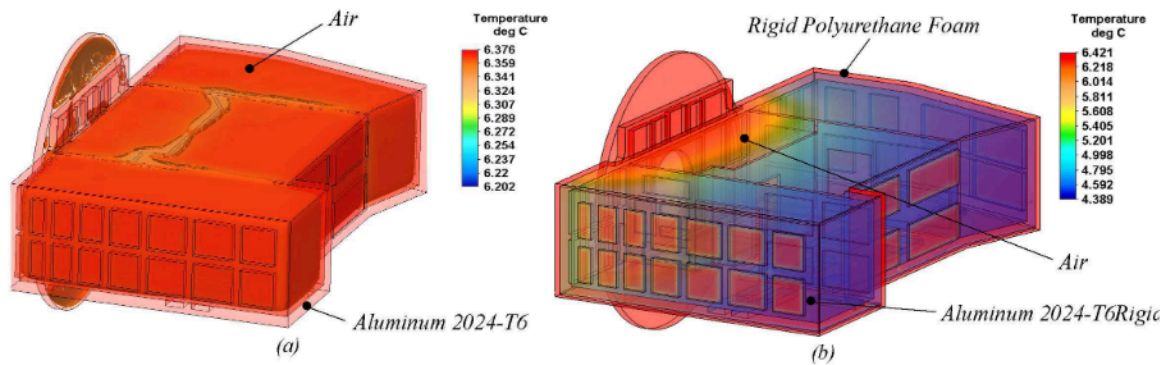 Air
Temperature
deg C
6.376
6.359
6.341
6.324
6.307
6.289
6.272
6.254
6.237
6.22
6.202
Aluminum 2024-T6
(a)
Rigid Polyurethane Foam
Temperature
deg C
6.421
6.218
6.014
5.811
5.608
5.405
5.201
4.998
4.795
4.592
4.389
Air
Aluminum 2024-T6Rigid
(b)